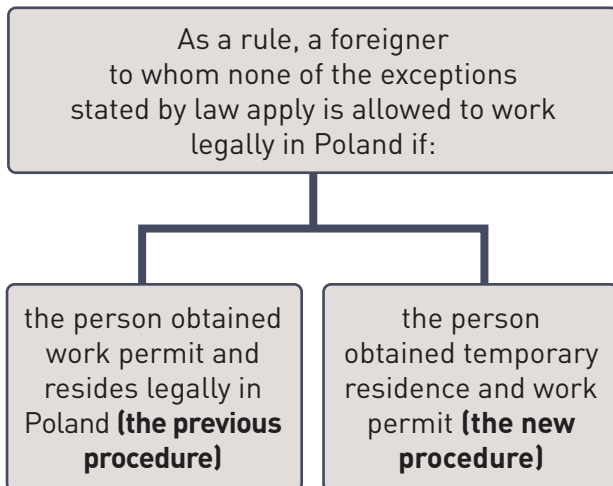 As a rule, a foreigner
to whom none of the exceptions
stated by law apply is allowed to work
legally in Poland if:
the person obtained
work permit and
resides legally in
Poland (the previous
procedure)
the person
obtained temporary
residence and work
permit (the new
procedure)